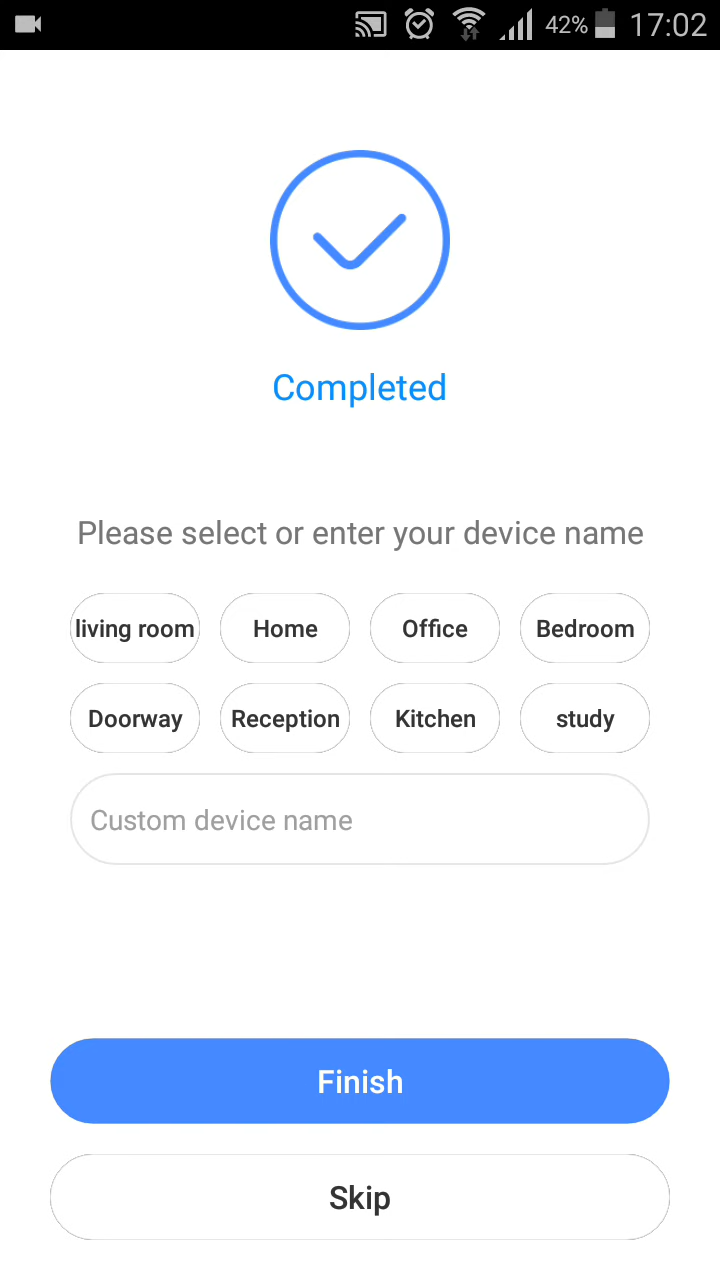 42% 17:02
Completed
Please select or enter your device name
living room Home Office Bedroom
Doorway Reception Kitchen study
Custom device name
Finish
Skip